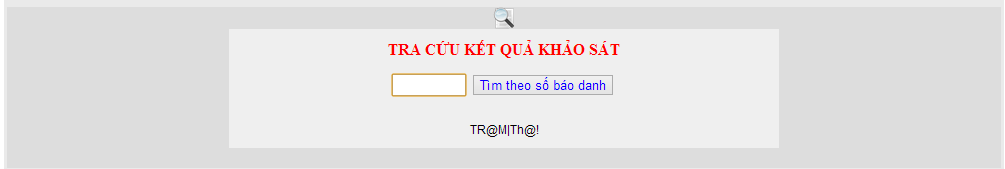 TRA CỨU KẾT QUẢ KHẢO SÁT
Tìm theo số báo danh
TR@M|Th@!